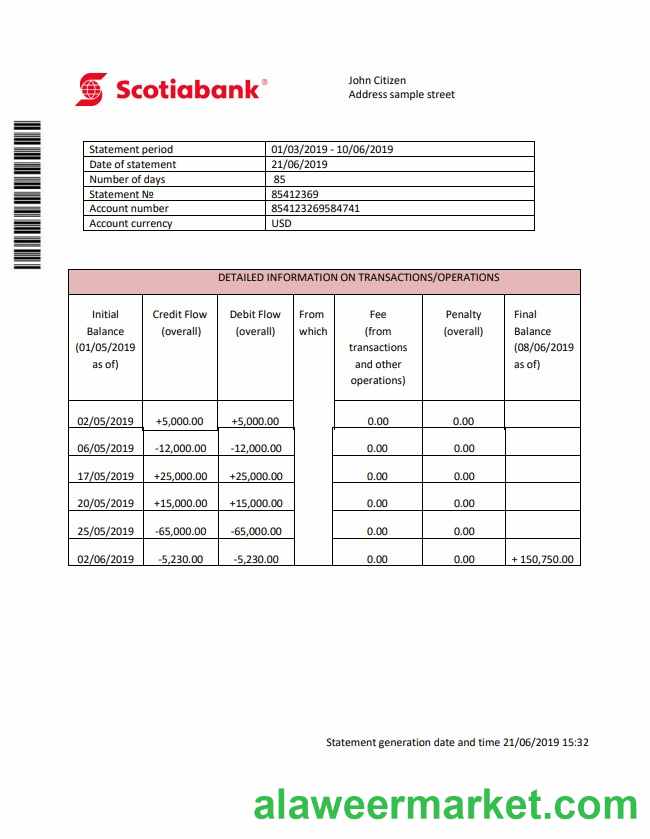 Scotiabank®
John Citizen
Address sample street
Statement period 01/03/2019 - 10/06/2019
Date of statement 21/06/2019
Number of days 85
Statement № 85412369
Account number 854123269584741
Account currency USD
DETAILED INFORMATION ON TRANSACTIONS/OPERATIONS
Initial Credit Flow Debit Flow From Fee Penalty Final
Balance (overall) (overall) which (from (overall) Balance
(01/05/2019 transactions (08/06/2019
as of) and other as of)
operations)
02/05/2019 +5,000.00 +5,000.00 0.00 0.00
06/05/2019 -12,000.00 -12,000.00 0.00 0.00
17/05/2019 +25,000.00 +25,000.00 0.00 0.00
20/05/2019 +15,000.00 +15,000.00 0.00 0.00
25/05/2019 -65,000.00 -65,000.00 0.00 0.00
02/06/2019 -5,230.00 -5,230.00 0.00 0.00 + 150,750.00
Statement generation date and time 21/06/2019 15:32
alaweermarket.com